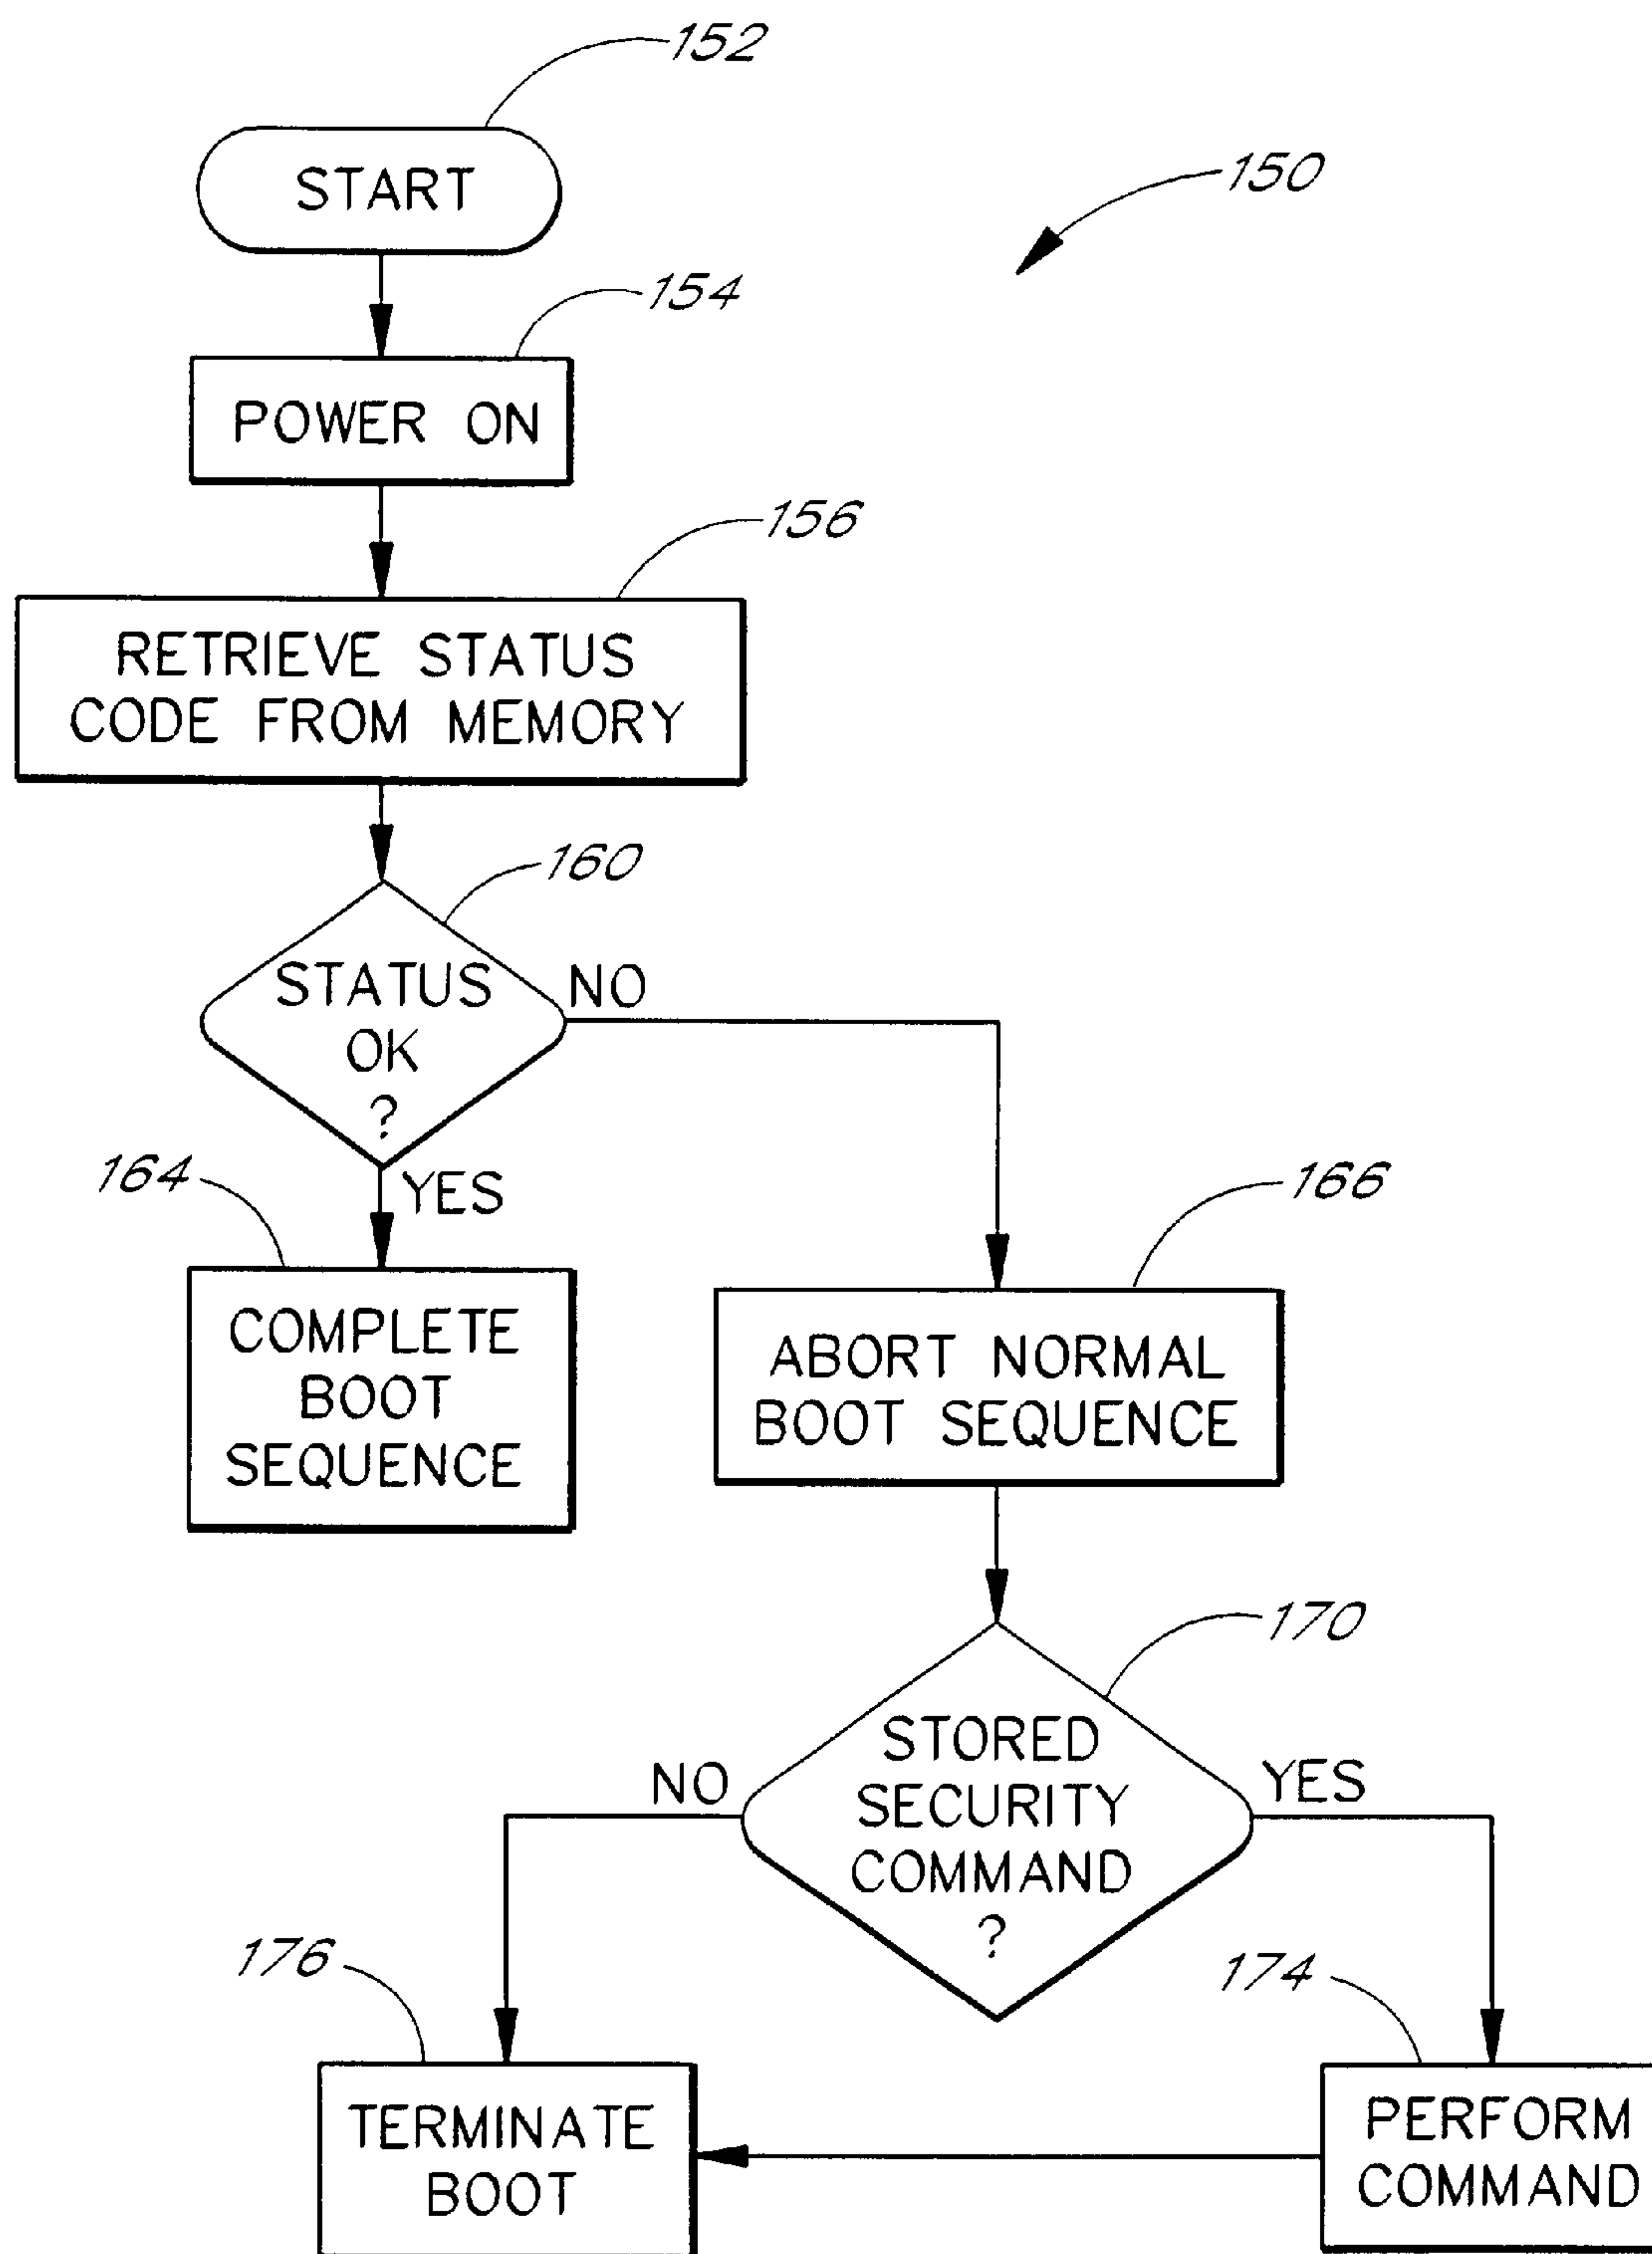 152
START
150
154
POWER ON
156
RETRIEVE STATUS
CODE FROM MEMORY
160
STATUS
OK
?
NO
164
YES
166
COMPLETE
BOOT
SEQUENCE
ABORT NORMAL
BOOT SEQUENCE
170
STORED
SECURITY
COMMAND
?
NO
YES
176
174
TERMINATE
BOOT
PERFORM
COMMAND